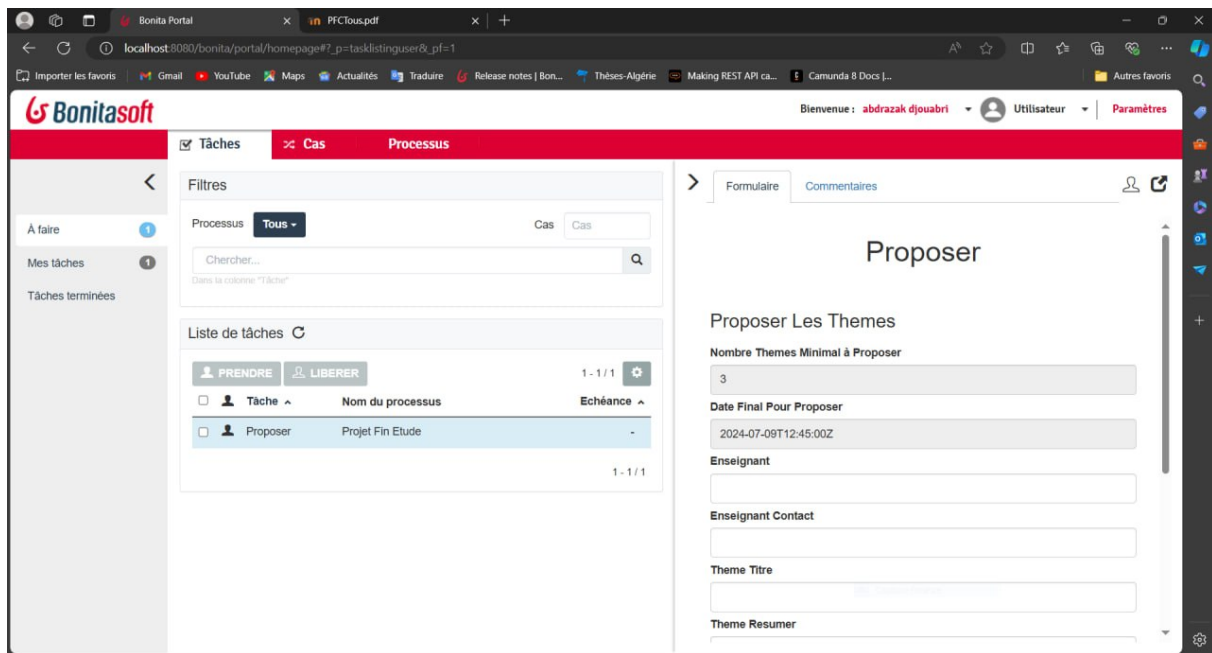 Bonita Portal
PFCTous.pdf
localhost:8080/bonita/portal/homepage#?_p=tasklistinguser&_pf=1
Importer les favoris Gmail YouTube Maps Actualités Traduire Release notes | Bon... Thèses-Algérie Making REST API ca... Camunda 8 Docs |... Autres favoris
Bonitasoft
Bienvenue : abdrazak djouabri Utilisateur Paramètres
Tâches Cas Processus
À faire 1
Mes tâches 1
Tâches terminées
Filtres
Processus Tous Cas Cas
Chercher...
Dans la colonne "Tâche"
Liste de tâches
PRENDRE LIBERER 1 - 1 / 1
Tâche Nom du processus Echéance
Proposer Projet Fin Etude -
1 - 1 / 1
Formulaire Commentaires
Proposer
Proposer Les Themes
Nombre Themes Minimal à Proposer
3
Date Final Pour Proposer
2024-07-09T12:45:00Z
Enseignant
Enseignant Contact
Theme Titre
Theme Resumer